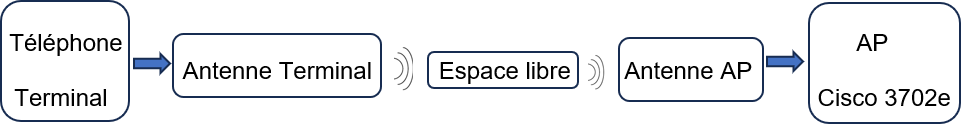 Téléphone
Terminal
Antenne Terminal
Espace libre
Antenne AP
AP
Cisco 3702e